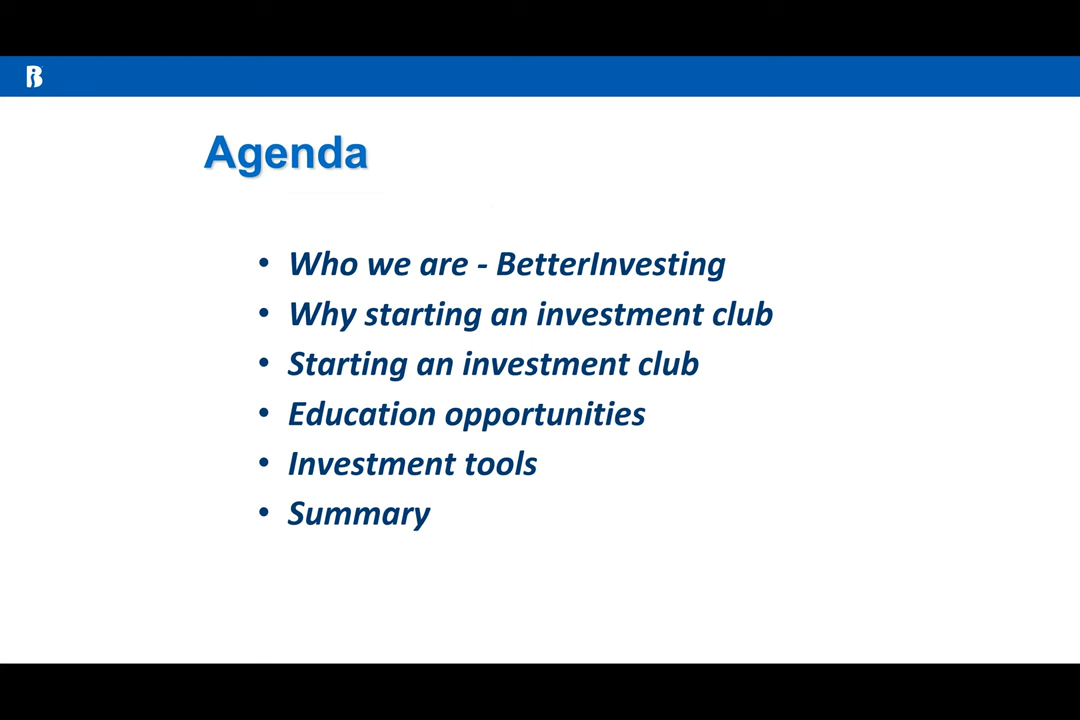 Agenda
• Who we are - BetterInvesting
• Why starting an investment club
• Starting an investment club
• Education opportunities
• Investment tools
• Summary